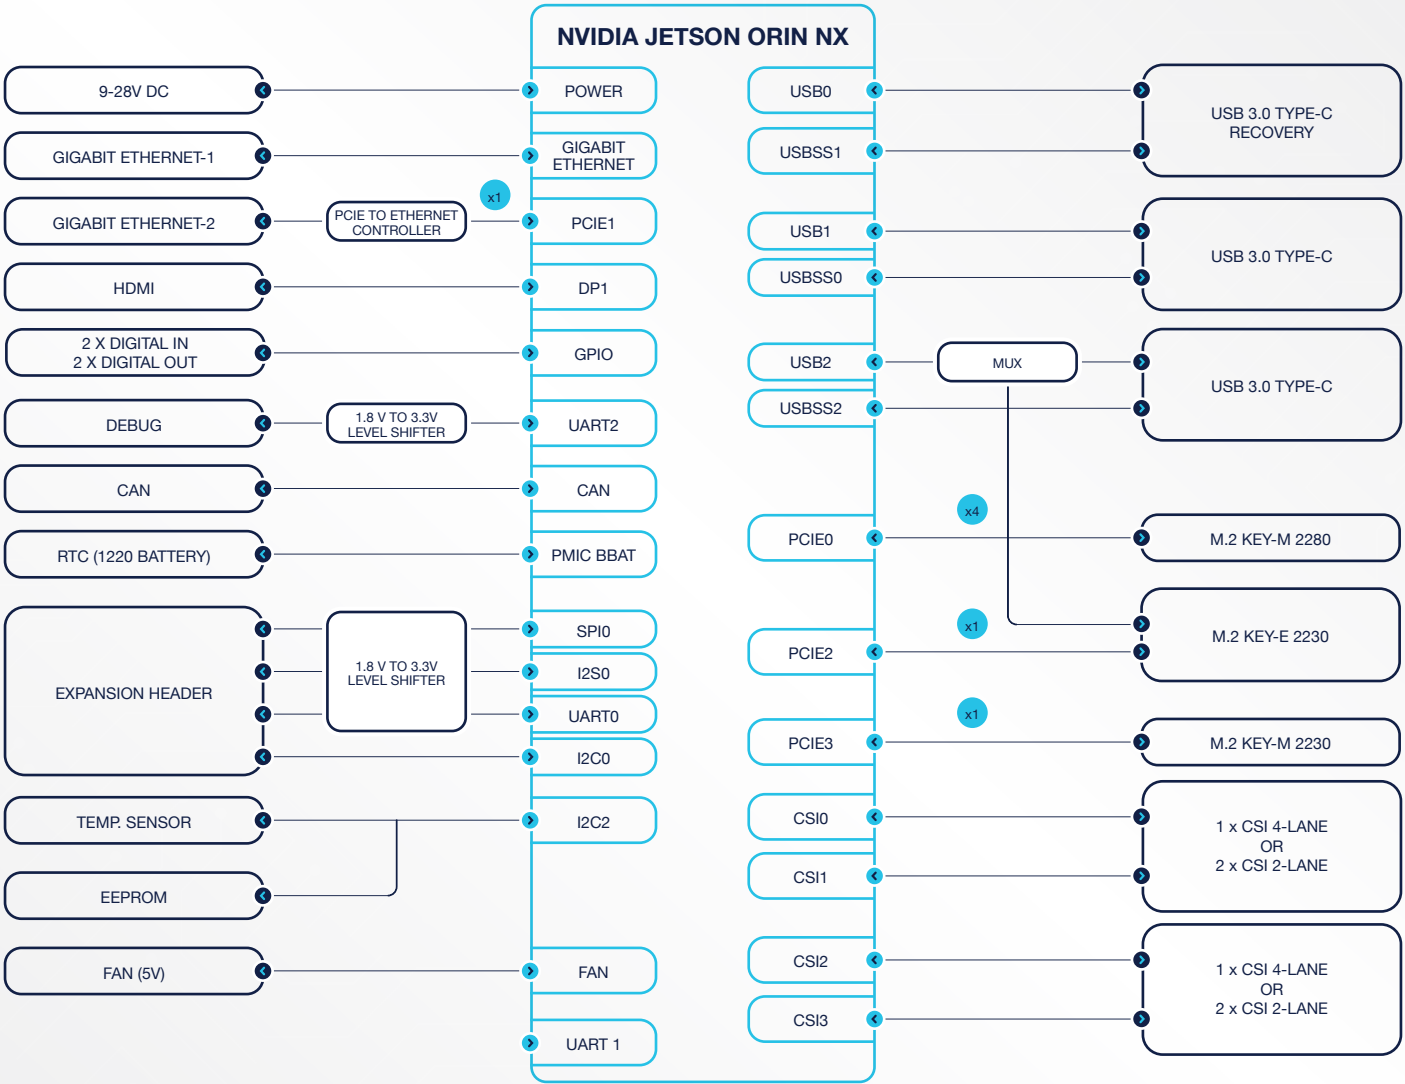 NVIDIA JETSON ORIN NX
9-28V DC
POWER
GIGABIT ETHERNET-1
GIGABIT
ETHERNET
GIGABIT ETHERNET-2
PCIE TO ETHERNET
CONTROLLER
x1
PCIE1
HDMI
DP1
2 X DIGITAL IN
2 X DIGITAL OUT
GPIO
DEBUG
1.8 V TO 3.3V
LEVEL SHIFTER
UART2
CAN
CAN
RTC (1220 BATTERY)
PMIC BBAT
EXPANSION HEADER
1.8 V TO 3.3V
LEVEL SHIFTER
SPI0
I2S0
UART0
I2C0
TEMP. SENSOR
I2C2
EEPROM
FAN (5V)
FAN
UART 1
USB0
USBSS1
USB 3.0 TYPE-C
RECOVERY
USB1
USBSS0
USB 3.0 TYPE-C
USB2
MUX
USBSS2
USB 3.0 TYPE-C
PCIE0
x4
M.2 KEY-M 2280
PCIE2
x1
M.2 KEY-E 2230
PCIE3
x1
M.2 KEY-M 2230
CSI0
CSI1
1 x CSI 4-LANE
OR
2 x CSI 2-LANE
CSI2
CSI3
1 x CSI 4-LANE
OR
2 x CSI 2-LANE